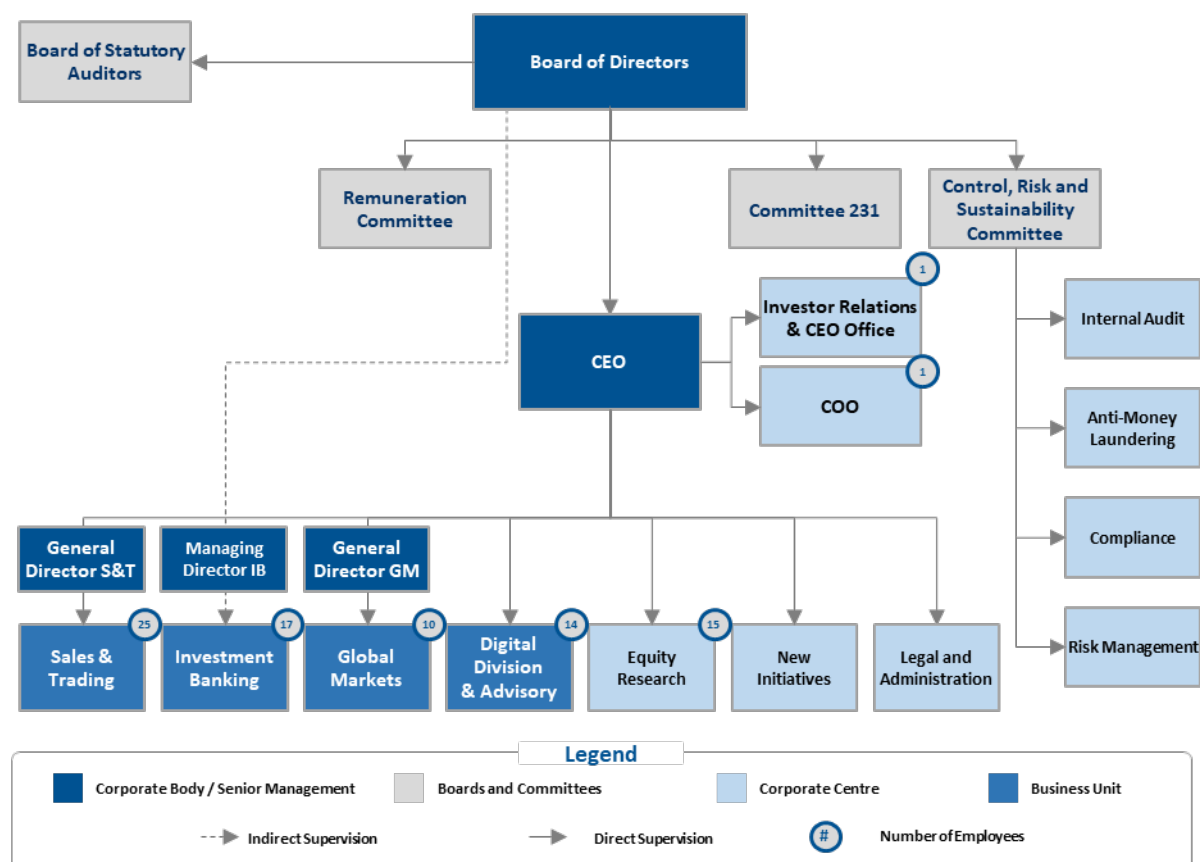 Board of Statutory
Auditors
Board of Directors
Remuneration
Committee
Committee 231
Control, Risk and
Sustainability
Committee
1
Investor Relations
& CEO Office
Internal Audit
CEO
1
COO
Anti-Money
Laundering
Compliance
General
Director S&T
Managing
Director IB
General
Director GM
25
Sales &
Trading
17
Investment
Banking
10
Global
Markets
14
Digital
Division
& Advisory
15
Equity
Research
New
Initiatives
Legal and
Administration
Risk Management
Legend
Corporate Body / Senior Management
Boards and Committees
Corporate Centre
Business Unit
Indirect Supervision
Direct Supervision
#
Number of Employees